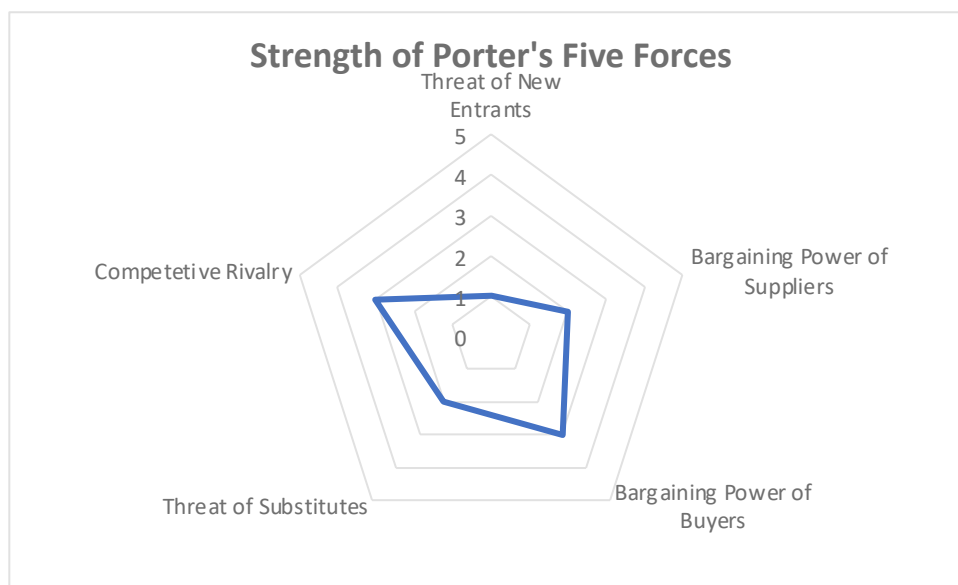 Strength of Porter's Five Forces
Threat of New
Entrants
5
4
3
2
1
0
Bargaining Power of
Suppliers
Competetive Rivalry
Bargaining Power of
Buyers
Threat of Substitutes